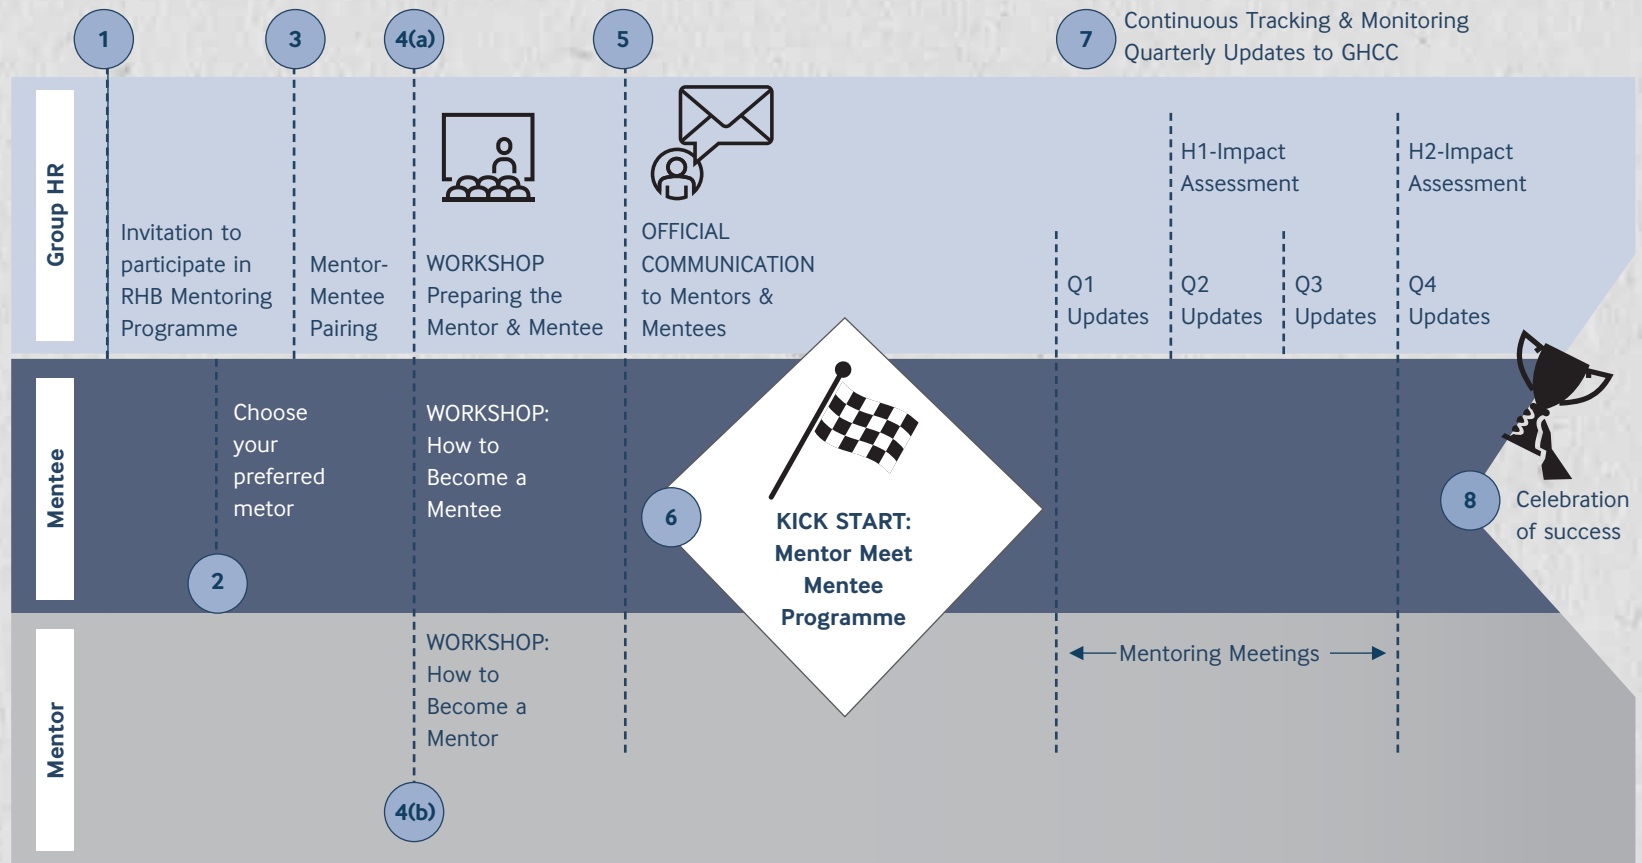 1
3
4(a)
5
7
Continuous Tracking & Monitoring
Quarterly Updates to GHCC
Group HR
Invitation to
participate in
RHB Mentoring
Programme
Mentor-
Mentee
Pairing
WORKSHOP
Preparing the
Mentor & Mentee
OFFICIAL
COMMUNICATION
to Mentors &
Mentees
H1-Impact
Assessment
H2-Impact
Assessment
Q1
Updates
Q2
Updates
Q3
Updates
Q4
Updates
Mentee
Choose
your
preferred
metor
2
WORKSHOP:
How to
Become a
Mentee
6
KICK START:
Mentor Meet
Mentee
Programme
8
Celebration
of success
Mentor
WORKSHOP:
How to
Become a
Mentor
4(b)
Mentoring Meetings